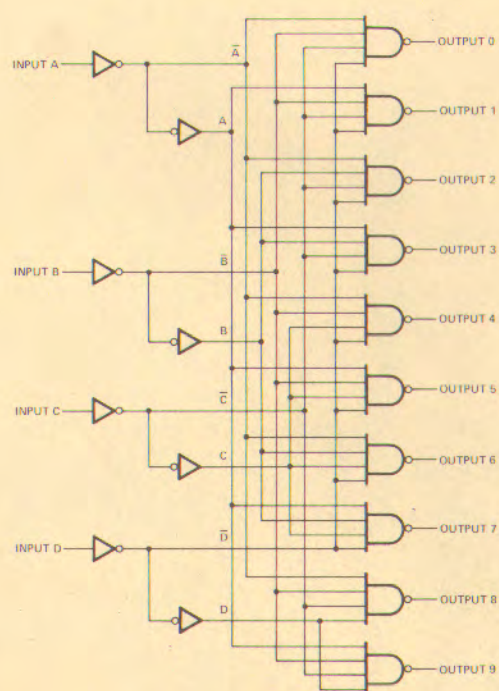 A̅
OUTPUT 0
INPUT A
OUTPUT 1
A
OUTPUT 2
OUTPUT 3
B̅
INPUT B
OUTPUT 4
B
OUTPUT 5
C̅
INPUT C
C
OUTPUT 6
OUTPUT 7
D̅
INPUT D
OUTPUT 8
D
OUTPUT 9